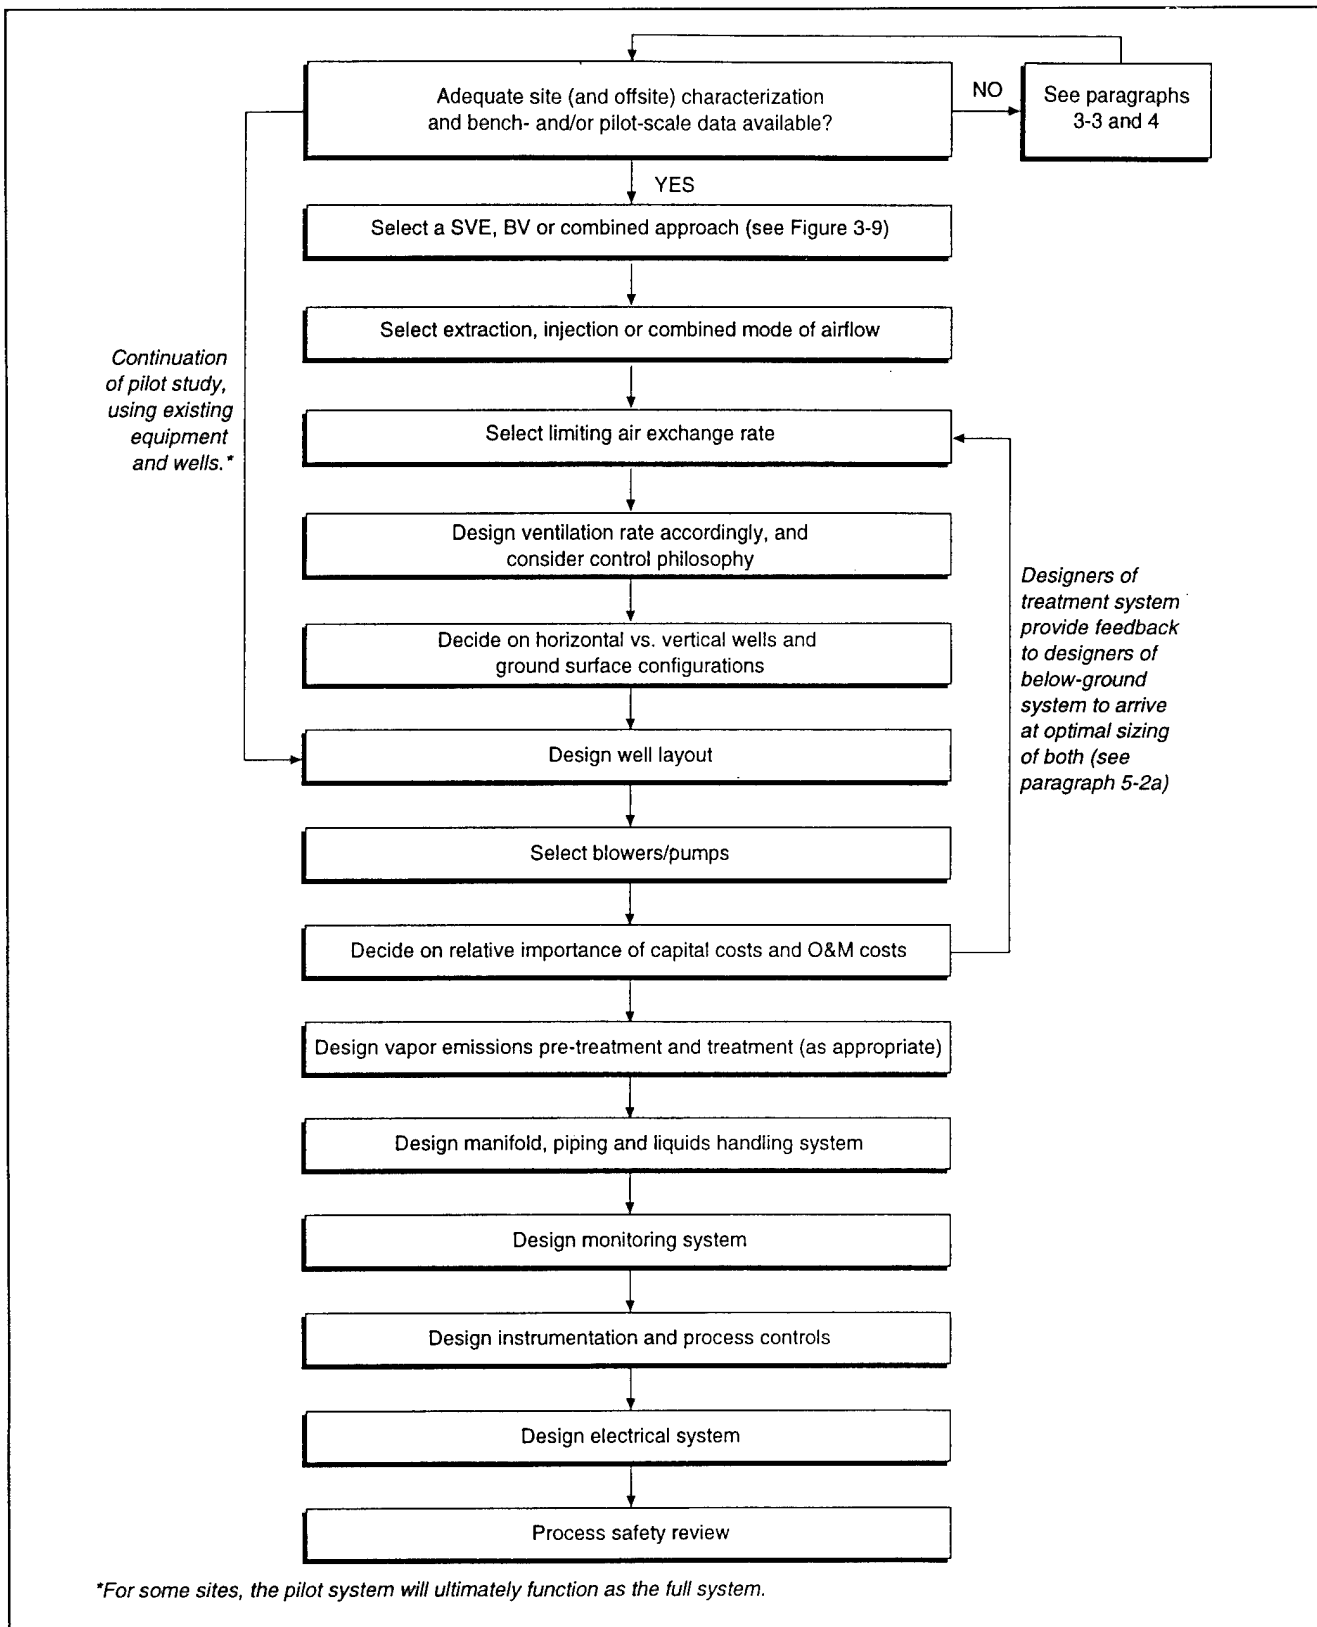 Adequate site (and offsite) characterization
and bench- and/or pilot-scale data available?
NO
See paragraphs
3-3 and 4
YES
Select a SVE, BV or combined approach (see Figure 3-9)
Select extraction, injection or combined mode of airflow
Continuation
of pilot study,
using existing
equipment
and wells.*
Select limiting air exchange rate
Design ventilation rate accordingly, and
consider control philosophy
Decide on horizontal vs. vertical wells and
ground surface configurations
Designers of
treatment system
provide feedback
to designers of
below-ground
system to arrive
at optimal sizing
of both (see
paragraph 5-2a)
Design well layout
Select blowers/pumps
Decide on relative importance of capital costs and O&M costs
Design vapor emissions pre-treatment and treatment (as appropriate)
Design manifold, piping and liquids handling system
Design monitoring system
Design instrumentation and process controls
Design electrical system
Process safety review
*For some sites, the pilot system will ultimately function as the full system.